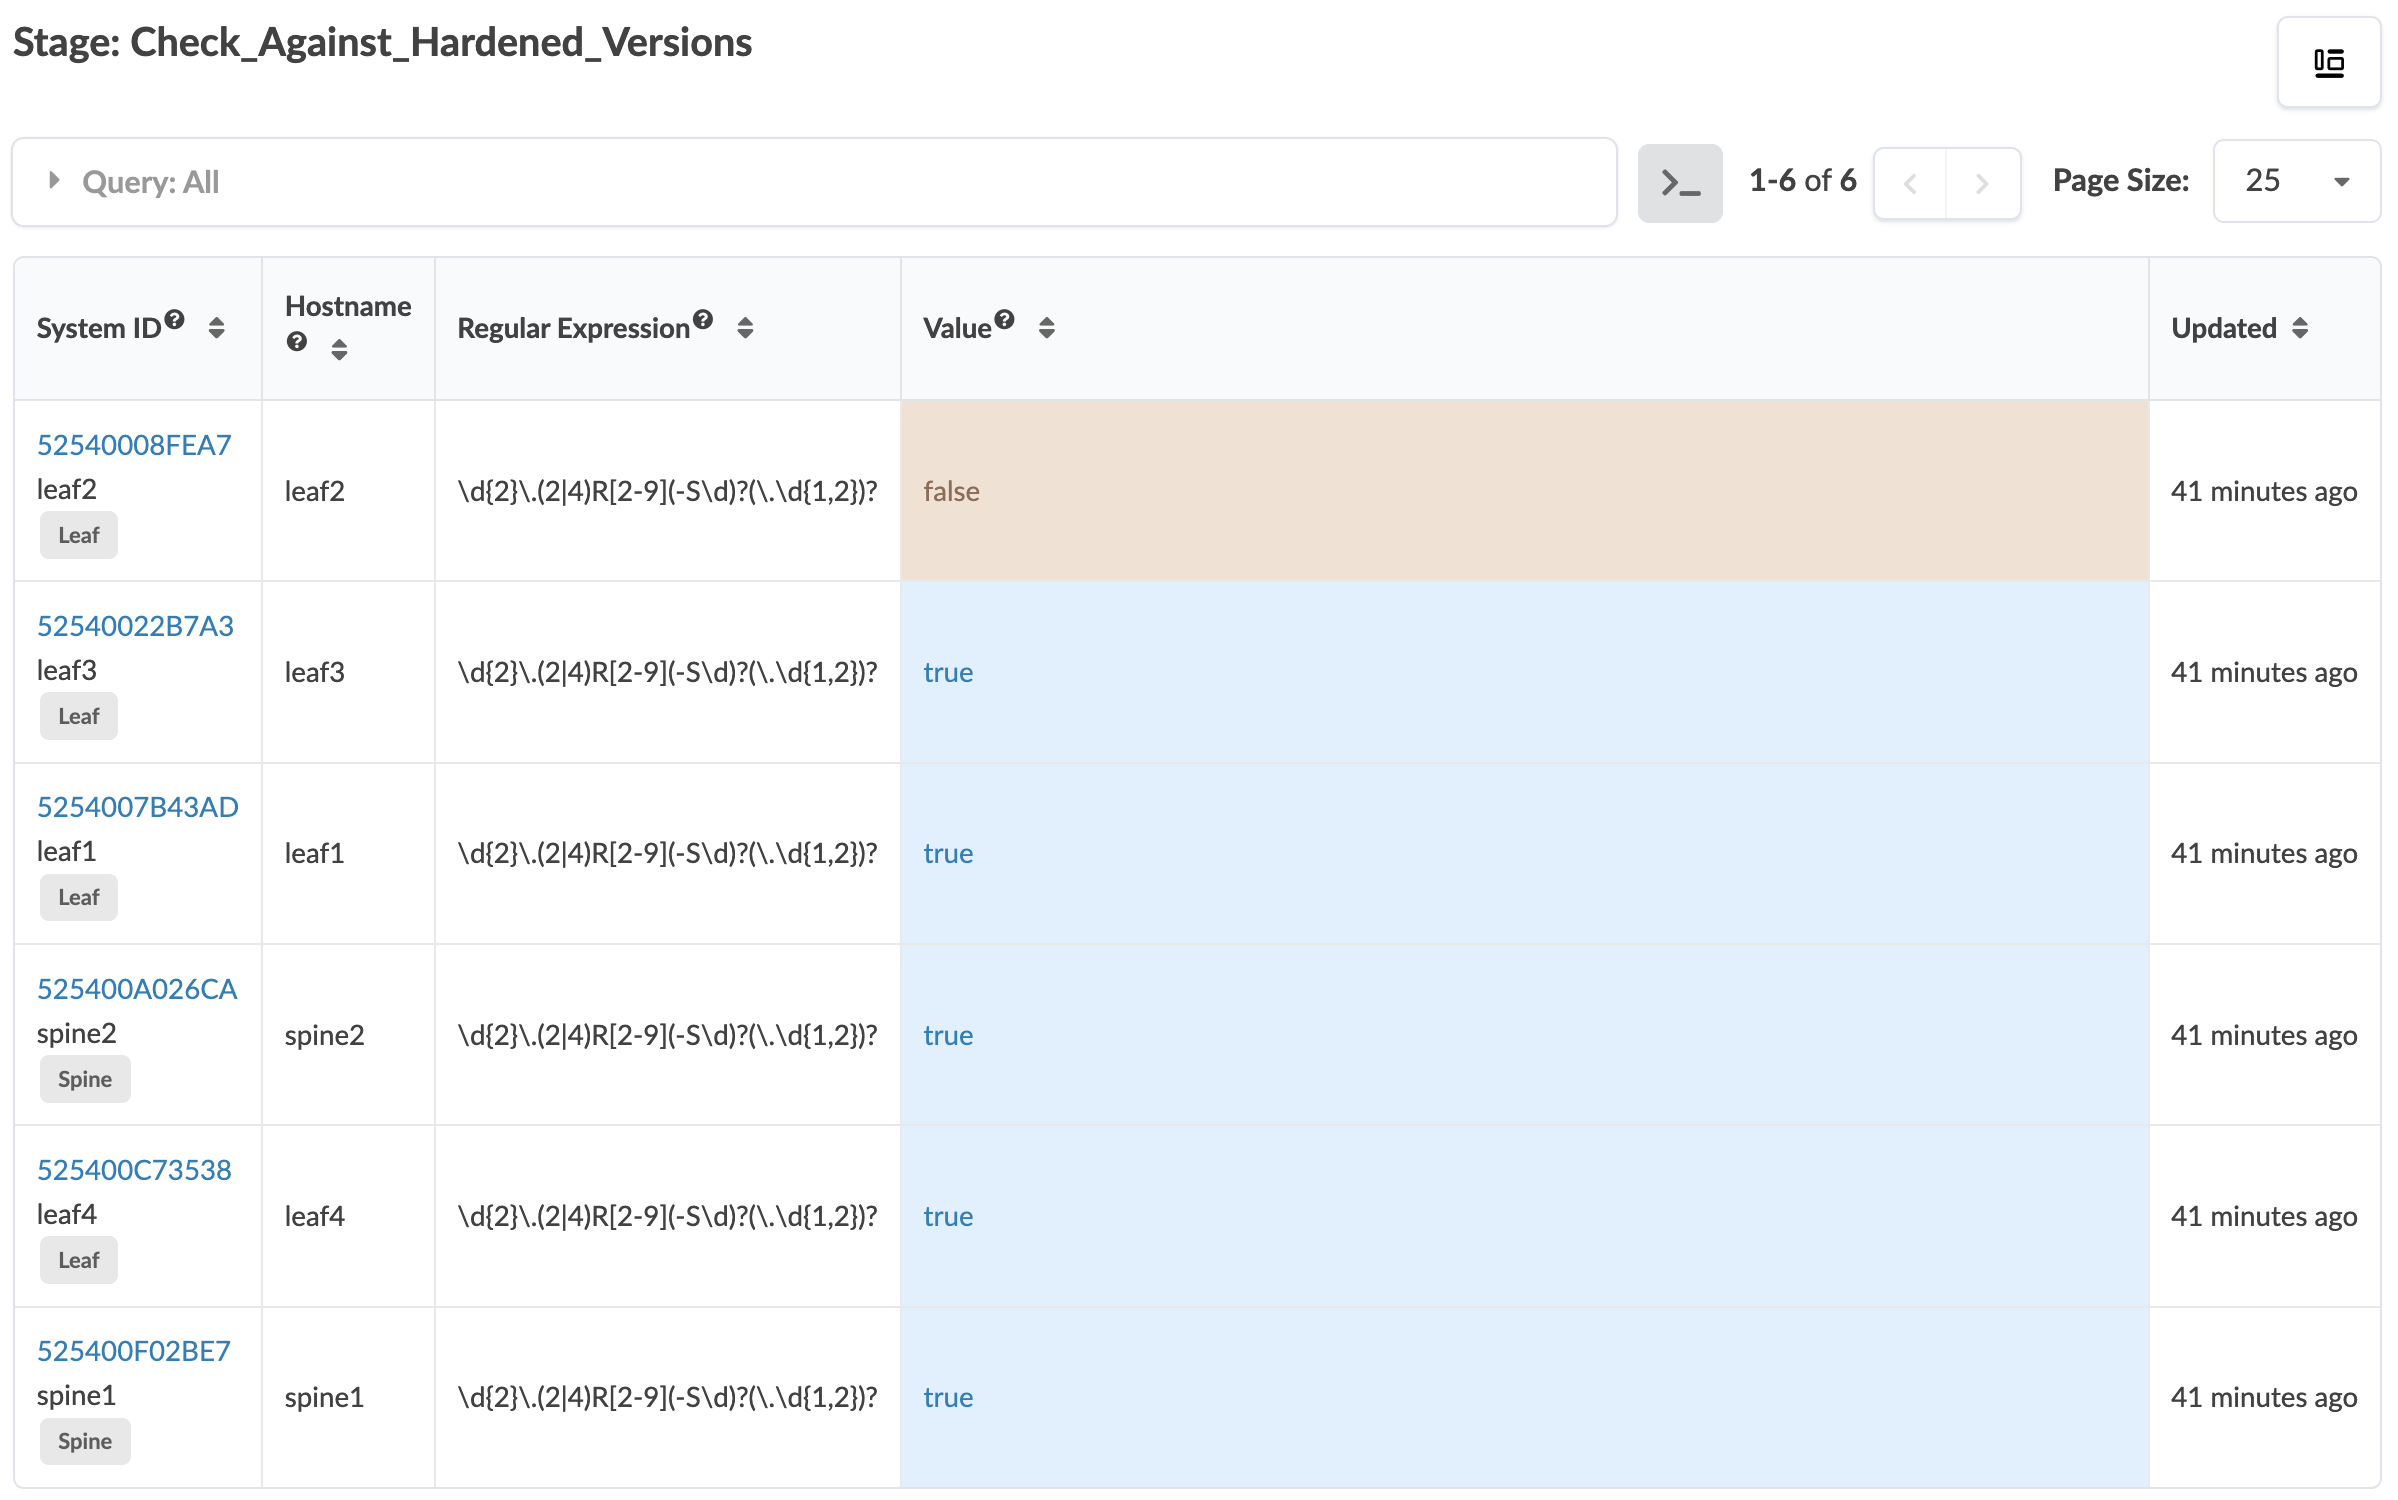 Stage: Check_Against_Hardened_Versions
Query: All
1-6 of 6
Page Size:
25
System ID
Hostname
Regular Expression
Value
Updated
52540008FEA7
leaf2
Leaf
leaf2
\d{2}\.(2|4)R[2-9](-S\d)?(\.\d{1,2})?
false
41 minutes ago
52540022B7A3
leaf3
Leaf
leaf3
\d{2}\.(2|4)R[2-9](-S\d)?(\.\d{1,2})?
true
41 minutes ago
5254007B43AD
leaf1
Leaf
leaf1
\d{2}\.(2|4)R[2-9](-S\d)?(\.\d{1,2})?
true
41 minutes ago
525400A026CA
spine2
Spine
spine2
\d{2}\.(2|4)R[2-9](-S\d)?(\.\d{1,2})?
true
41 minutes ago
525400C73538
leaf4
Leaf
leaf4
\d{2}\.(2|4)R[2-9](-S\d)?(\.\d{1,2})?
true
41 minutes ago
525400F02BE7
spine1
Spine
spine1
\d{2}\.(2|4)R[2-9](-S\d)?(\.\d{1,2})?
true
41 minutes ago